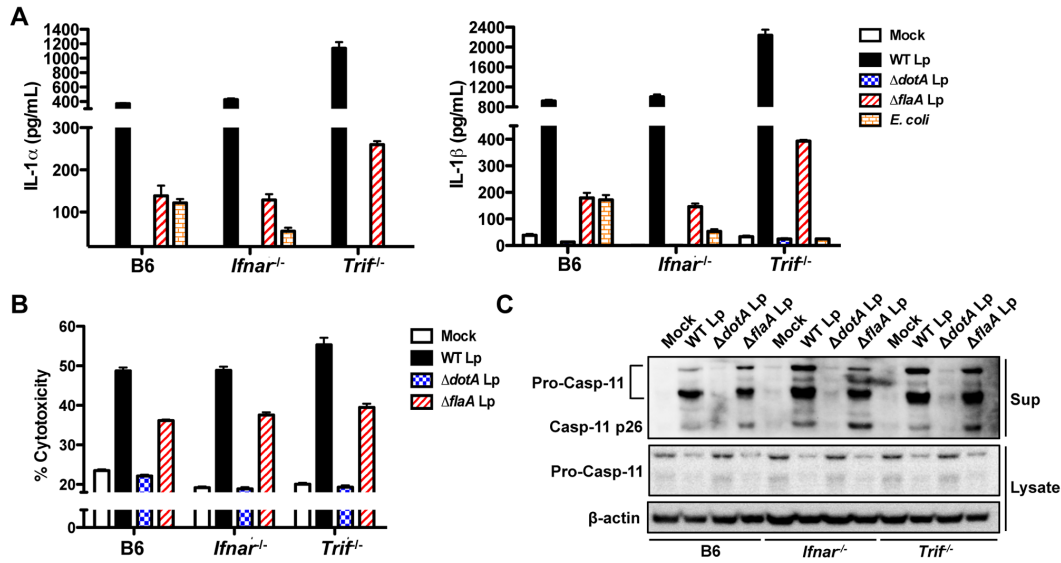 A
IL-1α (pg/mL)
1400
1200
1000
800
600
400
300
200
100
B6
Ifnar-/-
Trif-/-
IL-1β (pg/mL)
2400
2000
1600
1200
800
400
300
200
100
0
B6
Ifnar-/-
Trif-/-
Mock
WT Lp
ΔdotA Lp
ΔflaA Lp
E. coli
B
% Cytotoxicity
60
50
40
30
20
0
B6
Ifnar-/-
Trif-/-
Mock
WT Lp
ΔdotA Lp
ΔflaA Lp
C
Mock WT Lp ΔdotA Lp ΔflaA Lp Mock WT Lp ΔdotA Lp ΔflaA Lp Mock WT Lp ΔdotA Lp ΔflaA Lp
Pro-Casp-11
Casp-11 p26
Sup
Pro-Casp-11
Lysate
β-actin
B6
Ifnar-/-
Trif-/-